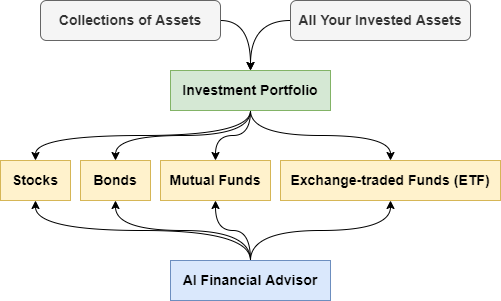 Collections of Assets
All Your Invested Assets
Investment Portfolio
Stocks
Bonds
Mutual Funds
Exchange-traded Funds (ETF)
AI Financial Advisor